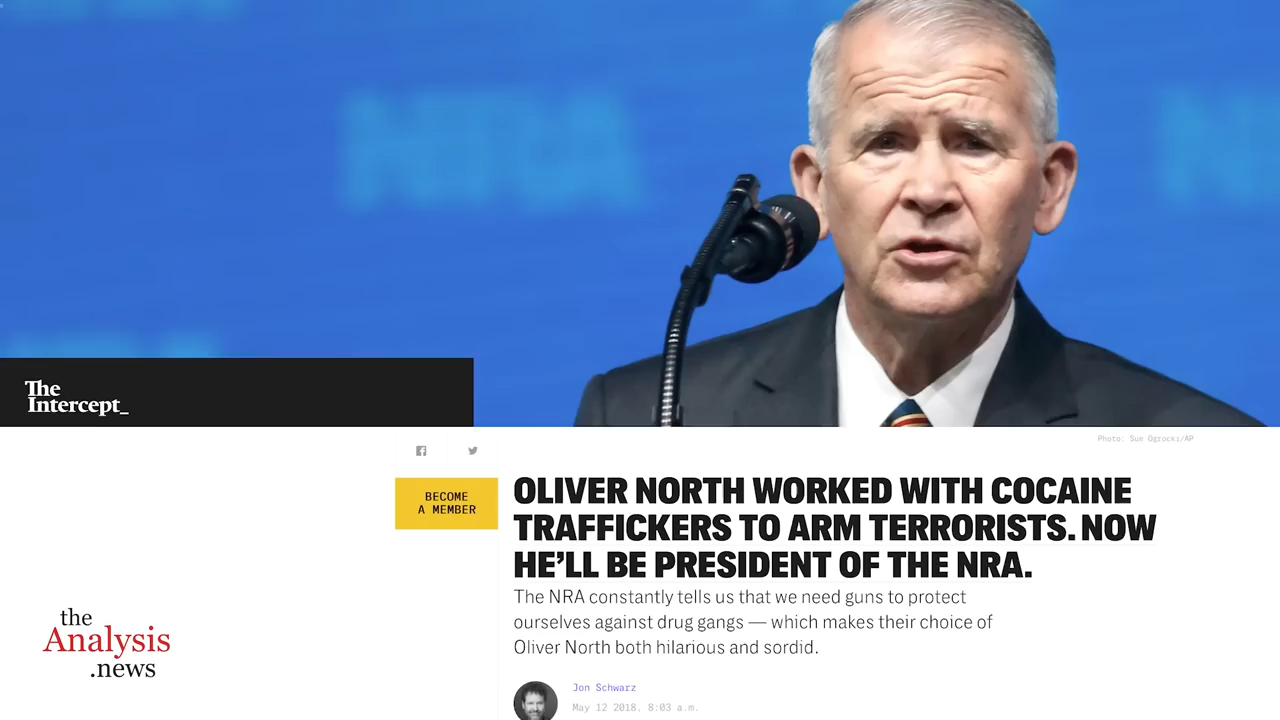 NRA
The
Intercept_
Photo: Sue Ogrocki/AP
BECOME
A MEMBER
OLIVER NORTH WORKED WITH COCAINE
TRAFFICKERS TO ARM TERRORISTS. NOW
HE'LL BE PRESIDENT OF THE NRA.
The NRA constantly tells us that we need guns to protect
ourselves against drug gangs — which makes their choice of
Oliver North both hilarious and sordid.
the
Analysis
.news
Jon Schwarz
May 12 2018, 8:03 a.m.